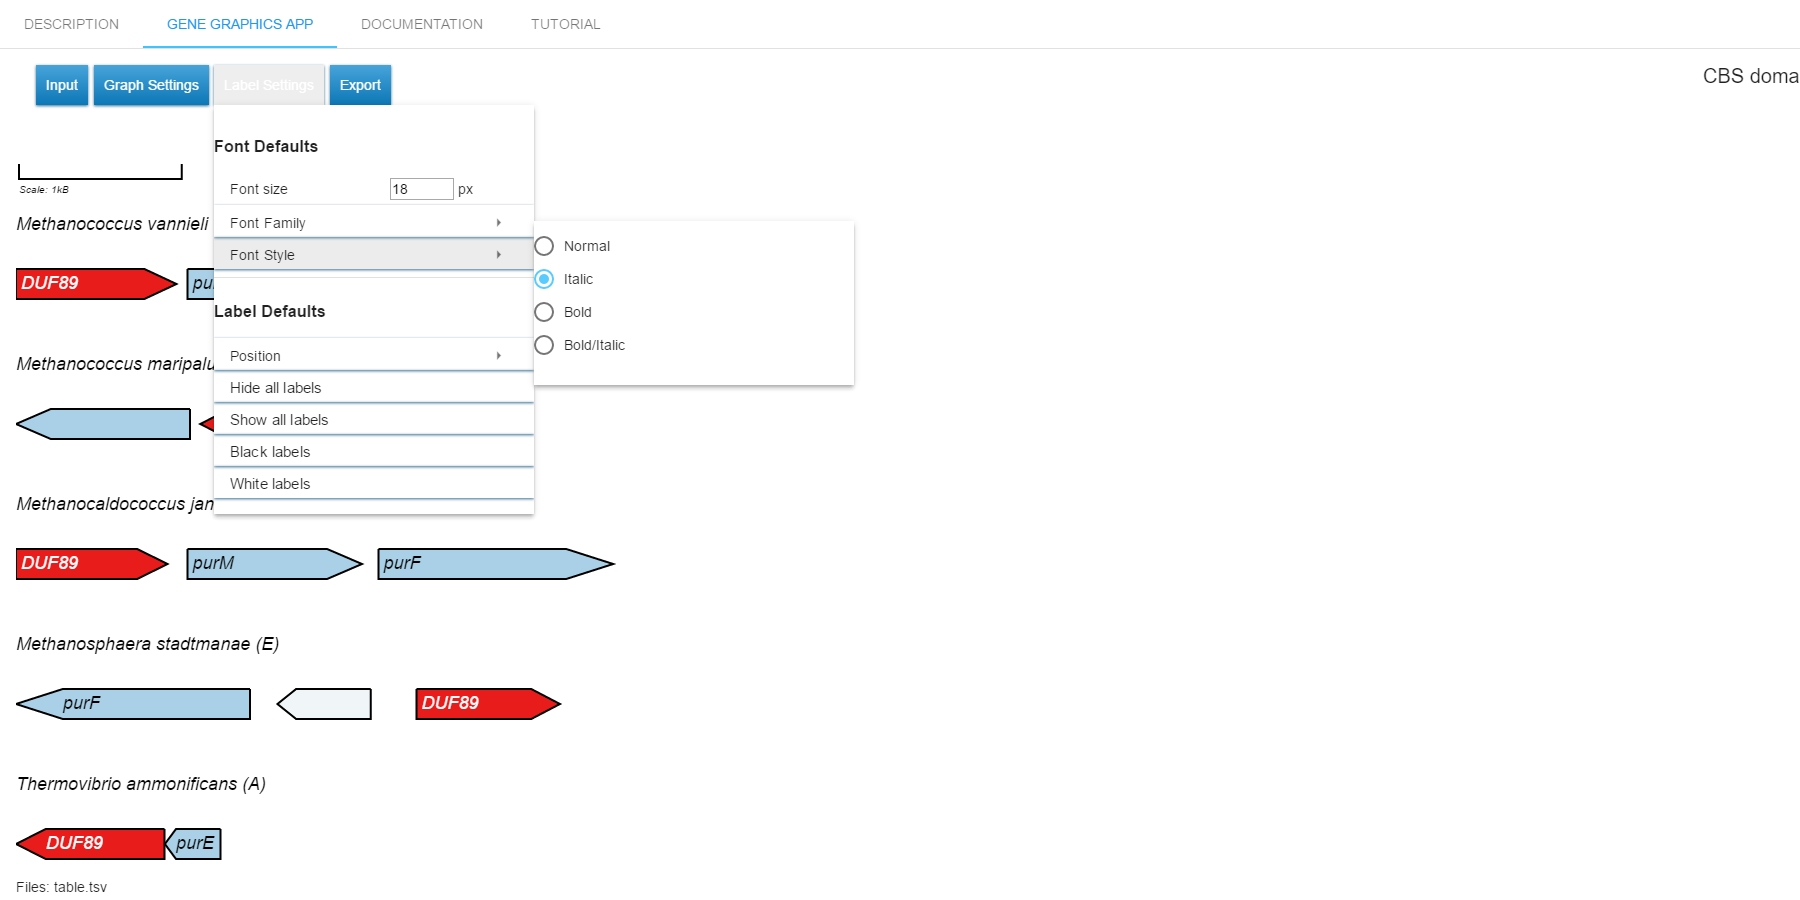 DESCRIPTION GENE GRAPHICS APP DOCUMENTATION TUTORIAL
Input Graph Settings Label Settings Export
CBS doma
Font Defaults
Font size 18 px
Font Family
Font Style
Normal
Italic
Bold
Bold/Italic
Label Defaults
Position
Hide all labels
Show all labels
Black labels
White labels
Scale: 1kB
Methanococcus vannieli
DUF89 pu
Methanococcus maripalu
Methanocaldococcus jan
DUF89 purM purF
Methanosphaera stadtmanae (E)
purF DUF89
Thermovibrio ammonificans (A)
DUF89 purE
Files: table.tsv